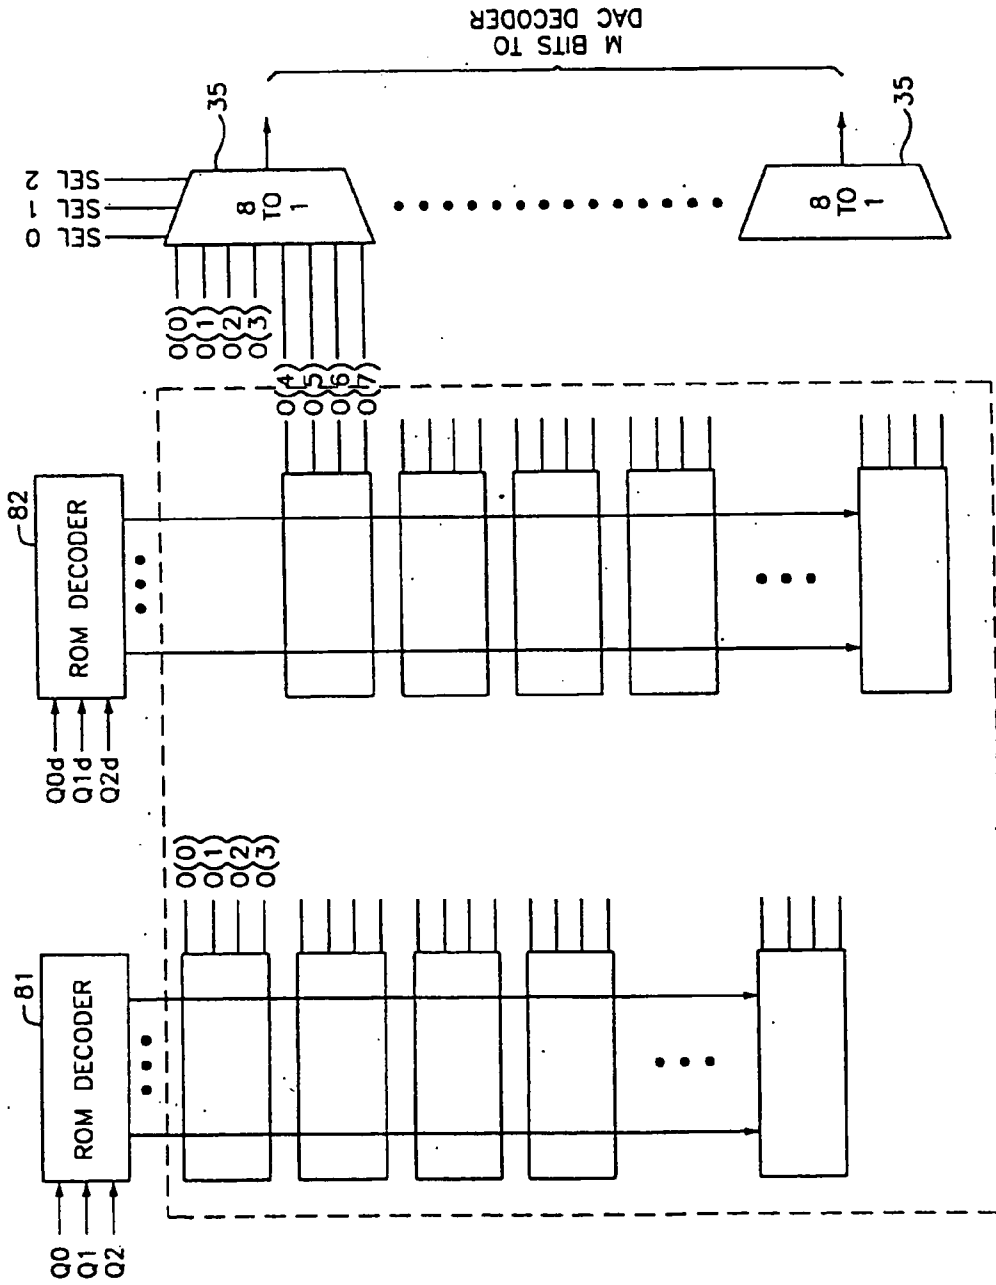 M BITS TO
DAC DECODER
SEL 0
SEL 1
SEL 2
35
8
TO
1
O(0)
O(1)
O(2)
O(3)
O(4)
O(5)
O(6)
O(7)
35
8
TO
1
82
ROM DECODER
Q0d
Q1d
Q2d
O(0)
O(1)
O(2)
O(3)
81
ROM DECODER
Q0
Q1
Q2